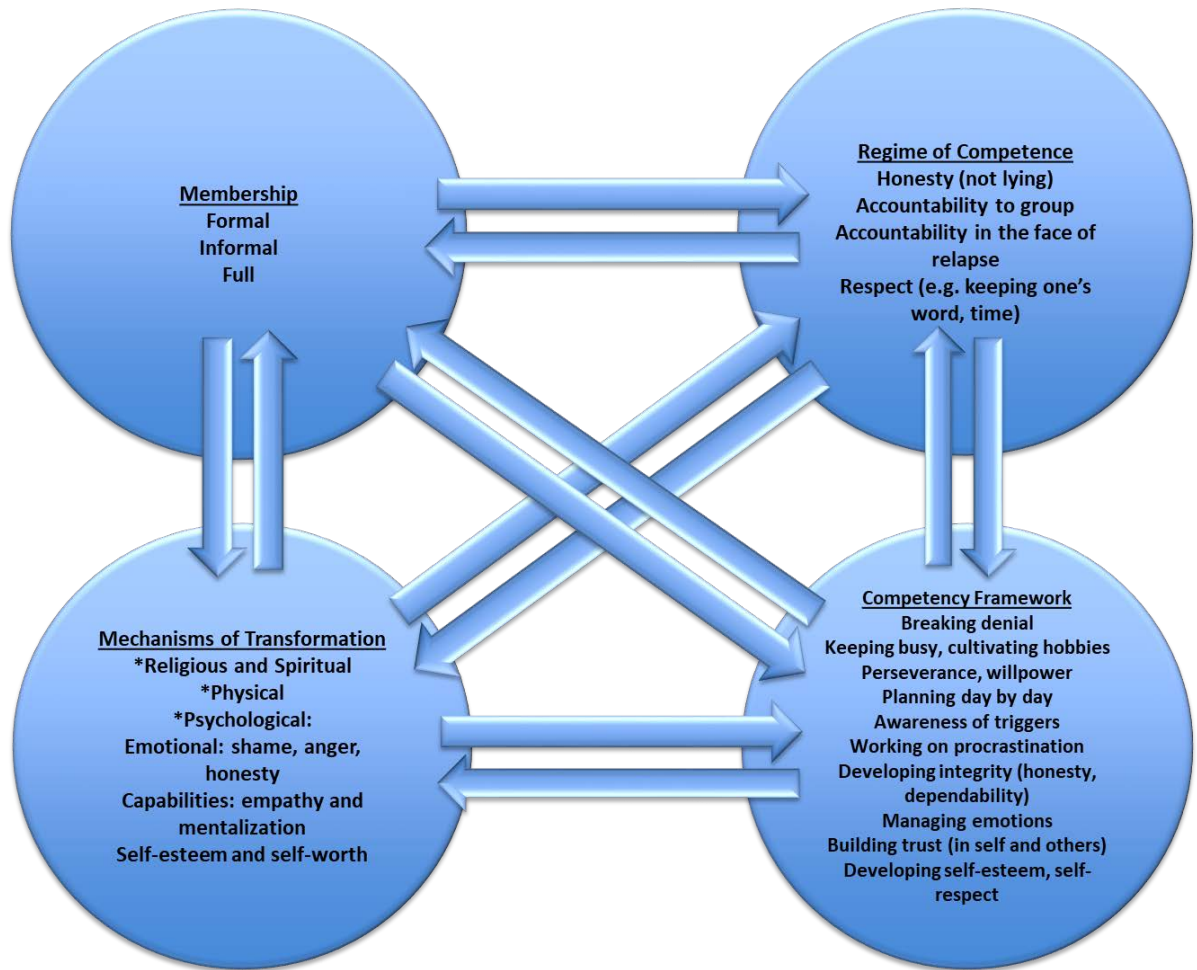 Membership
Formal
Informal
Full
Regime of Competence
Honesty (not lying)
Accountability to group
Accountability in the face of
relapse
Respect (e.g. keeping one's
word, time)
Mechanisms of Transformation
*Religious and Spiritual
*Physical
*Psychological:
Emotional: shame, anger,
honesty
Capabilities: empathy and
mentalization
Self-esteem and self-worth
Competency Framework
Breaking denial
Keeping busy, cultivating hobbies
Perseverance, willpower
Planning day by day
Awareness of triggers
Working on procrastination
Developing integrity (honesty,
dependability)
Managing emotions
Building trust (in self and others)
Developing self-esteem, self-
respect